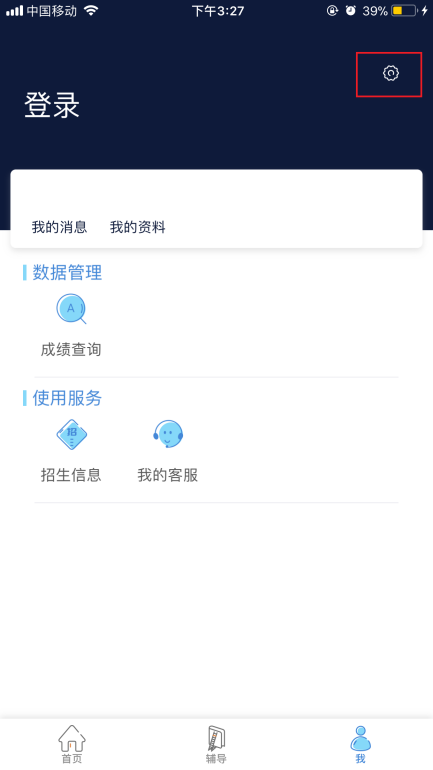 中国移动 下午3:27 39%
登录
我的消息 我的资料
数据管理
A
成绩查询
使用服务
招
招生信息 我的客服
首页 辅导 我